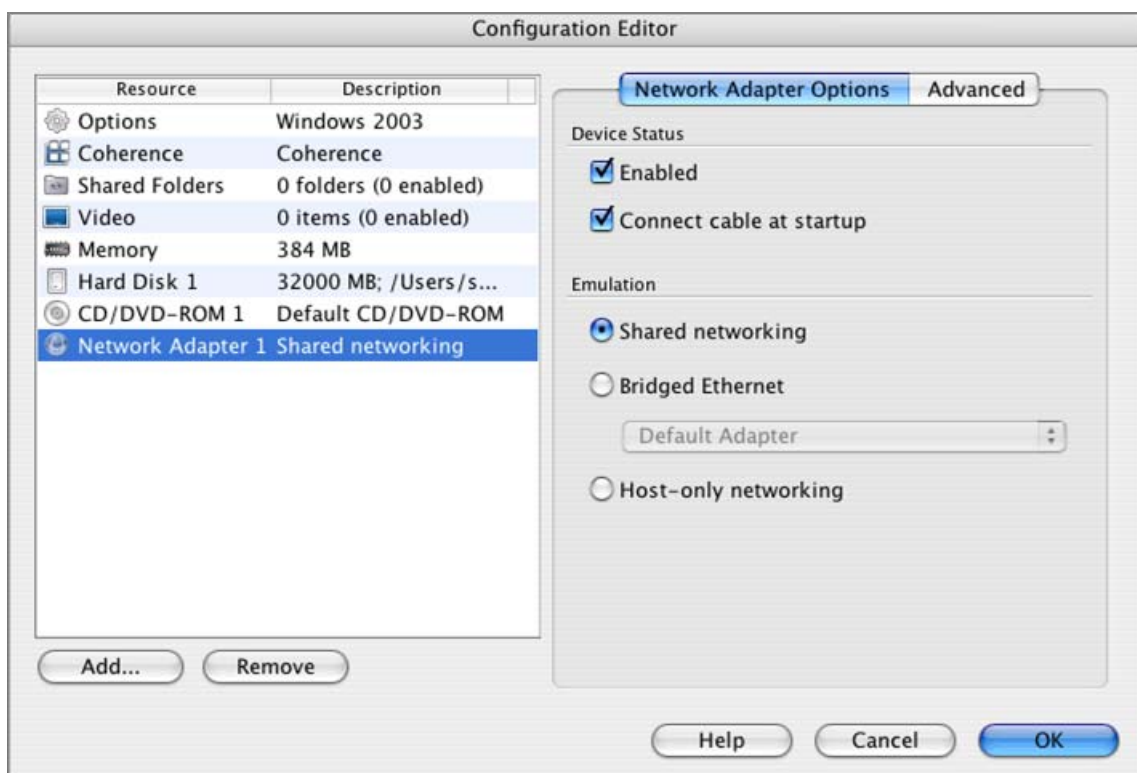 Configuration Editor
Resource Description
Options Windows 2003
Coherence Coherence
Shared Folders 0 folders (0 enabled)
Video 0 items (0 enabled)
Memory 384 MB
Hard Disk 1 32000 MB; /Users/s...
CD/DVD-ROM 1 Default CD/DVD-ROM
Network Adapter 1 Shared networking
Add... Remove
Network Adapter Options Advanced
Device Status
Enabled
Connect cable at startup
Emulation
Shared networking
Bridged Ethernet
Default Adapter
Host-only networking
Help Cancel OK